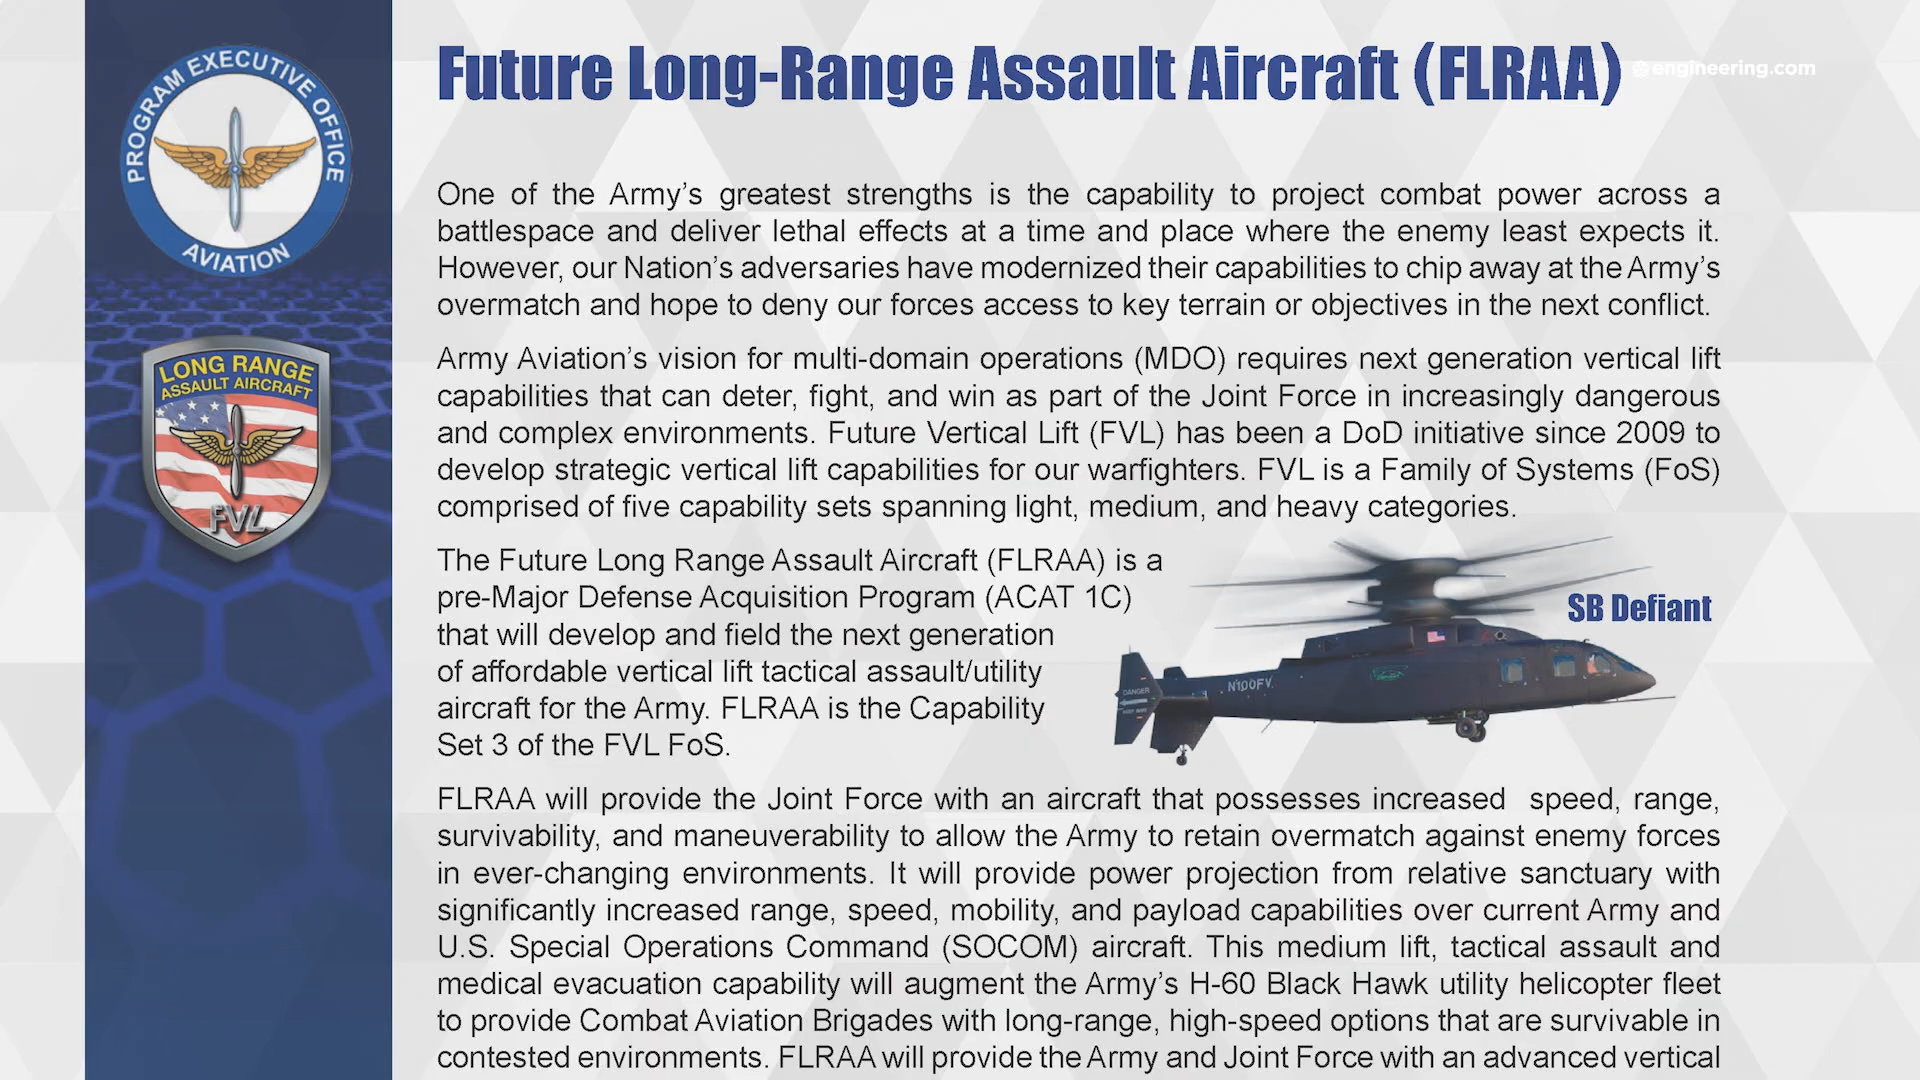 PROGRAM EXECUTIVE OFFICE
AVIATION
LONG RANGE
ASSAULT AIRCRAFT
FVL
Future Long-Range Assault Aircraft (FLRAA)
engineering.com
One of the Army’s greatest strengths is the capability to project combat power across a
battlespace and deliver lethal effects at a time and place where the enemy least expects it.
However, our Nation’s adversaries have modernized their capabilities to chip away at the Army’s
overmatch and hope to deny our forces access to key terrain or objectives in the next conflict.
Army Aviation’s vision for multi-domain operations (MDO) requires next generation vertical lift
capabilities that can deter, fight, and win as part of the Joint Force in increasingly dangerous
and complex environments. Future Vertical Lift (FVL) has been a DoD initiative since 2009 to
develop strategic vertical lift capabilities for our warfighters. FVL is a Family of Systems (FoS)
comprised of five capability sets spanning light, medium, and heavy categories.
The Future Long Range Assault Aircraft (FLRAA) is a
pre-Major Defense Acquisition Program (ACAT 1C)
that will develop and field the next generation
of affordable vertical lift tactical assault/utility
aircraft for the Army. FLRAA is the Capability
Set 3 of the FVL FoS.
SB Defiant
DANGER
N100FV
FLRAA will provide the Joint Force with an aircraft that possesses increased speed, range,
survivability, and maneuverability to allow the Army to retain overmatch against enemy forces
in ever-changing environments. It will provide power projection from relative sanctuary with
significantly increased range, speed, mobility, and payload capabilities over current Army and
U.S. Special Operations Command (SOCOM) aircraft. This medium lift, tactical assault and
medical evacuation capability will augment the Army’s H-60 Black Hawk utility helicopter fleet
to provide Combat Aviation Brigades with long-range, high-speed options that are survivable in
contested environments. FLRAA will provide the Army and Joint Force with an advanced vertical